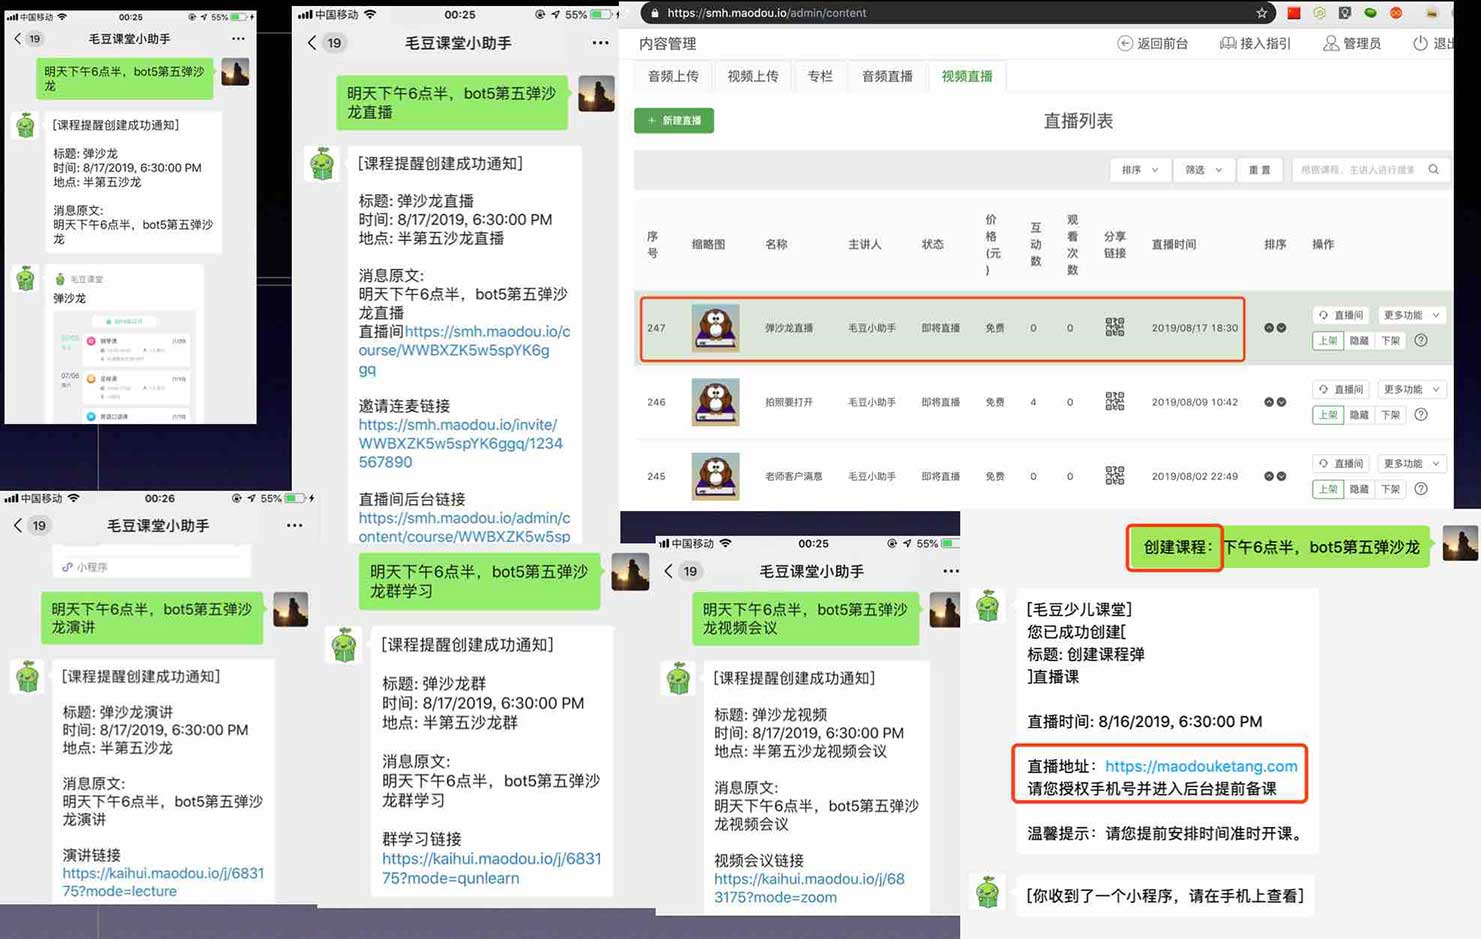 中国移动 00:25 55%
19 毛豆课堂小助手
明天下午6点半，bot5第五弹沙
龙
[课程提醒创建成功通知]
标题: 弹沙龙
时间: 8/17/2019, 6:30:00 PM
地点: 半第五沙龙
消息原文:
明天下午6点半，bot5第五弹沙
龙
毛豆课堂
弹沙龙
钢琴课
07/06
英语口语课
中国移动 00:25 55%
19 毛豆课堂小助手
明天下午6点半，bot5第五弹沙
龙直播
[课程提醒创建成功通知]
标题: 弹沙龙直播
时间: 8/17/2019, 6:30:00 PM
地点: 半第五沙龙直播
消息原文:
明天下午6点半，bot5第五弹沙
龙直播
直播间https://smh.maodou.io/c
ourse/WWBXZK5w5spYK6g
gq
邀请连麦链接
https://smh.maodou.io/invite/
WWBXZK5w5spYK6ggq/1234
567890
直播间后台链接
https://smh.maodou.io/admin/c
ontent/course/WWBXZK5w5sp
https://smh.maodou.io/admin/content
内容管理 返回前台 接入指引 管理员 退出
音频上传 视频上传 专栏 音频直播 视频直播
+ 新建直播 直播列表
排序 筛选 重置 根据课程、主讲人进行搜索
序号 缩略图 名称 主讲人 状态 价格(元) 互动数 观看次数 分享链接 直播时间 排序 操作
247 弹沙龙直播 毛豆小助手 即将直播 免费 0 0 2019/08/17 18:30 直播间 更多功能
上架 隐藏 下架
246 拍照要打开 毛豆小助手 即将直播 免费 4 0 2019/08/09 10:42 直播间 更多功能
上架 隐藏 下架
245 老师客户满意 毛豆小助手 即将直播 免费 0 0 2019/08/02 22:49 直播间 更多功能
上架 隐藏 下架
中国移动 00:26 55%
19 毛豆课堂小助手
小程序
明天下午6点半，bot5第五弹沙
龙演讲
[课程提醒创建成功通知]
标题: 弹沙龙演讲
时间: 8/17/2019, 6:30:00 PM
地点: 半第五沙龙
消息原文:
明天下午6点半，bot5第五弹沙
龙演讲
演讲链接
https://kaihui.maodou.io/j/6831
75?mode=lecture
明天下午6点半，bot5第五弹沙
龙群学习
[课程提醒创建成功通知]
标题: 弹沙龙群
时间: 8/17/2019, 6:30:00 PM
地点: 半第五沙龙群
消息原文:
明天下午6点半，bot5第五弹沙
龙群学习
群学习链接
https://kaihui.maodou.io/j/6831
75?mode=qunlearn
中国移动 00:25 55%
19 毛豆课堂小助手
明天下午6点半，bot5第五弹沙
龙视频会议
[课程提醒创建成功通知]
标题: 弹沙龙视频
时间: 8/17/2019, 6:30:00 PM
地点: 半第五沙龙视频会议
消息原文:
明天下午6点半，bot5第五弹沙
龙视频会议
视频会议链接
https://kaihui.maodou.io/j/68
3175?mode=zoom
创建课程：下午6点半，bot5第五弹沙龙
[毛豆少儿课堂]
您已成功创建[
标题: 创建课程弹
]直播课
直播时间: 8/16/2019, 6:30:00 PM
直播地址：https://maodouketang.com
请您授权手机号并进入后台提前备课
温馨提示：请您提前安排时间准时开课。
[你收到了一个小程序，请在手机上查看]